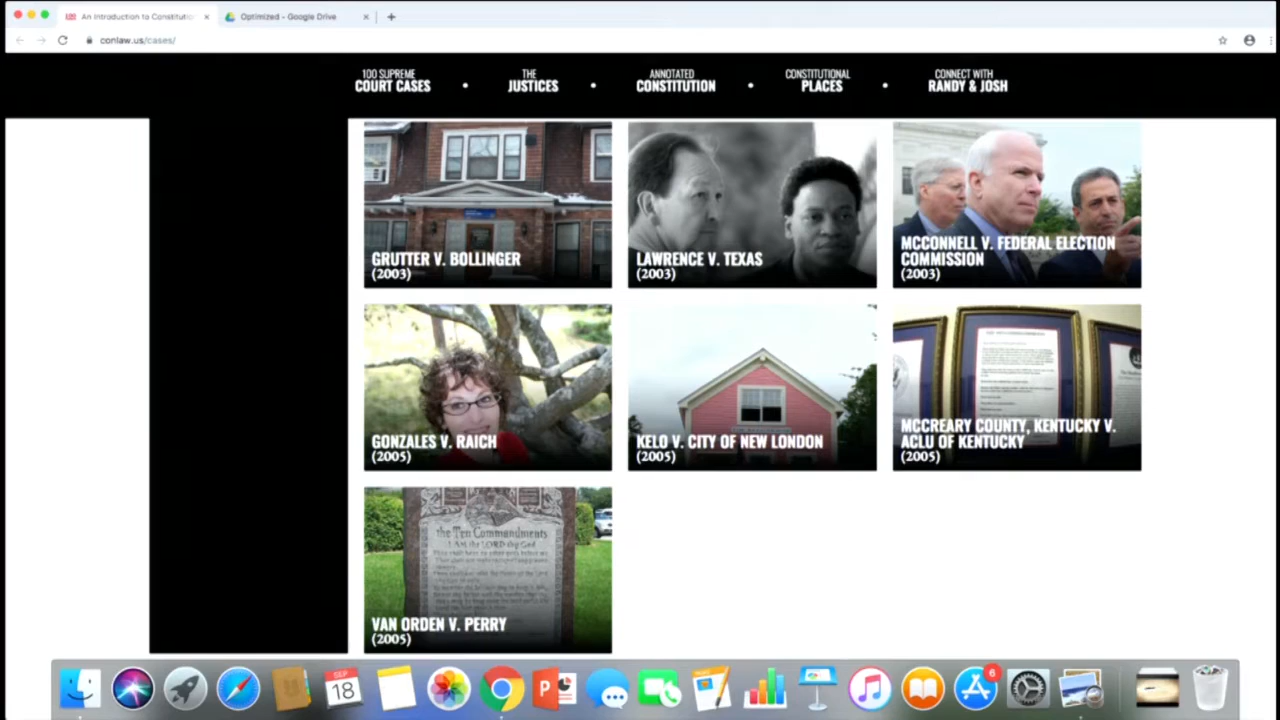 An Introduction to Constitutio
Optimized - Google Drive
conlaw.us/cases/
100 SUPREME
COURT CASES
THE
JUSTICES
ANNOTATED
CONSTITUTION
CONSTITUTIONAL
PLACES
CONNECT WITH
RANDY & JOSH
GRUTTER V. BOLLINGER
(2003)
LAWRENCE V. TEXAS
(2003)
MCCONNELL V. FEDERAL ELECTION
COMMISSION
(2003)
GONZALES V. RAICH
(2005)
KELO V. CITY OF NEW LONDON
(2005)
MCCREARY COUNTY, KENTUCKY V.
ACLU OF KENTUCKY
(2005)
the Ten Commandments
I AM the LORD thy God
VAN ORDEN V. PERRY
(2005)
SEP
18
P
6